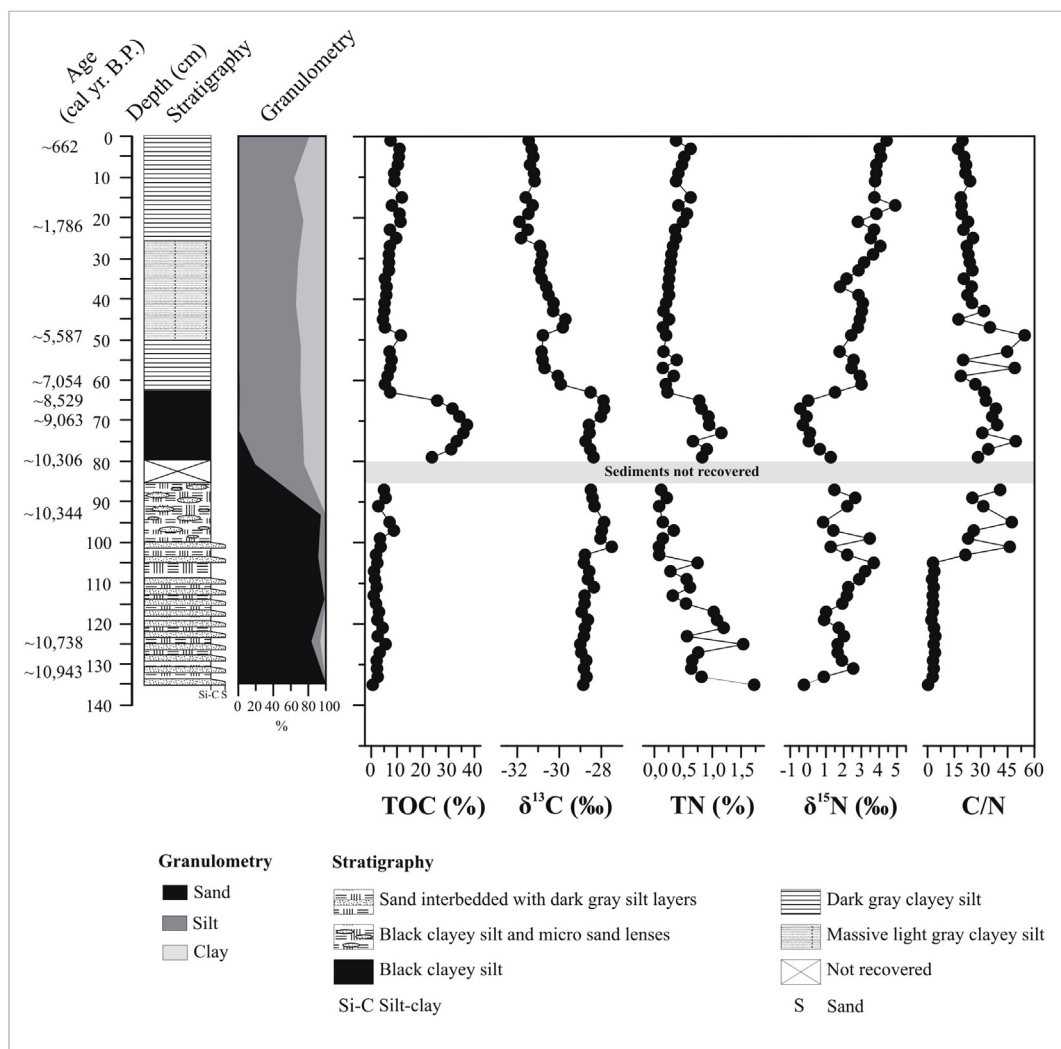 Age
(cal yr. B.P.)
Depth (cm)
Stratigraphy
Granulometry
~662
~1,786
~5,587
~7,054
~8,529
~9,063
~10,306
~10,344
~10,738
~10,943
0
10
20
30
40
50
60
70
80
90
100
110
120
130
140
Sediments not recovered
Si-C S
0 20 40 60 80 100
%
0 10 20 30 40
TOC (%)
-32 -30 -28
δ¹³C (‰)
0,0 0,5 1,0 1,5
TN (%)
-1 0 1 2 3 4 5
δ¹⁵N (‰)
0 15 30 45 60
C/N
Granulometry
Sand
Silt
Clay
Stratigraphy
Sand interbedded with dark gray silt layers
Black clayey silt and micro sand lenses
Black clayey silt
Si-C Silt-clay
Dark gray clayey silt
Massive light gray clayey silt
Not recovered
S Sand